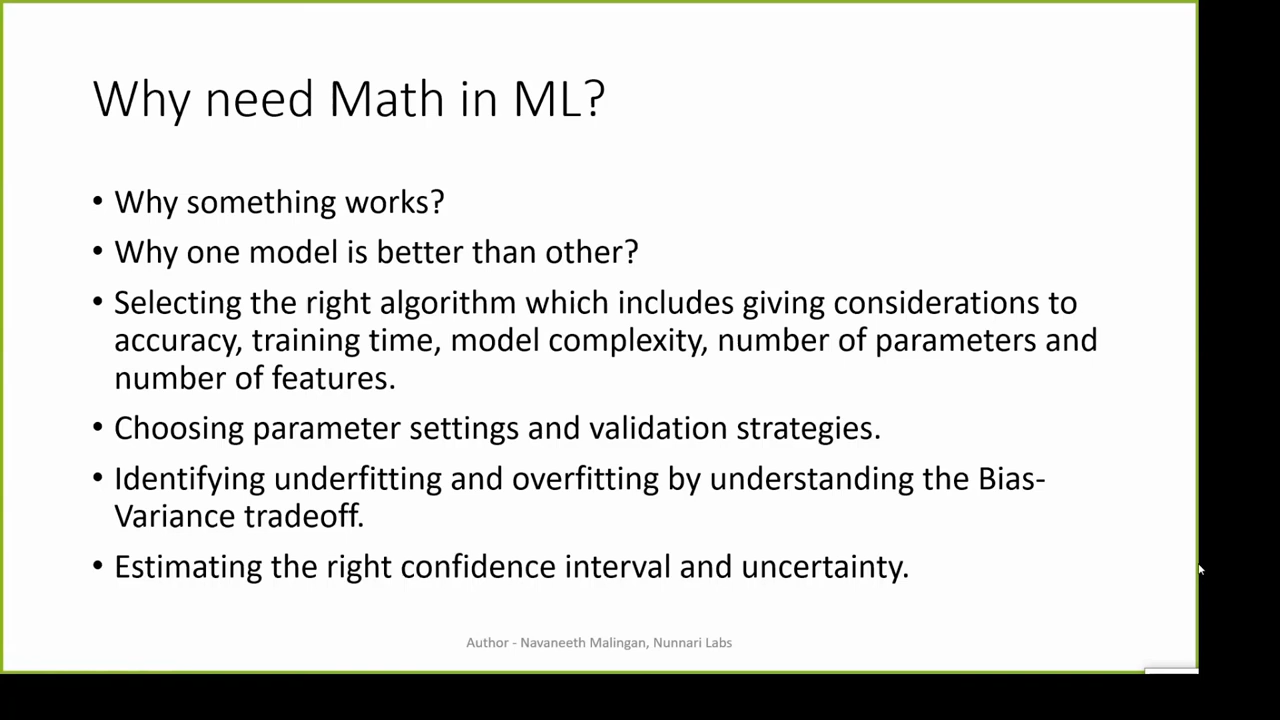 Why need Math in ML?
• Why something works?
• Why one model is better than other?
• Selecting the right algorithm which includes giving considerations to
accuracy, training time, model complexity, number of parameters and
number of features.
• Choosing parameter settings and validation strategies.
• Identifying underfitting and overfitting by understanding the Bias-
Variance tradeoff.
• Estimating the right confidence interval and uncertainty.
Author - Navaneeth Malingan, Nunnari Labs